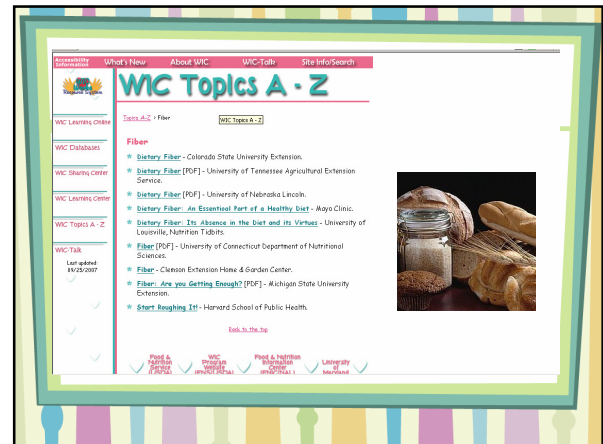 Accessibility
Information
What's New
About WIC
WIC-Talk
Site Info/Search
WIC Topics A - Z
Topics A-Z > Fiber
WIC Topics A - Z
WIC Learning Online
WIC Databases
WIC Sharing Center
WIC Learning Center
WIC Topics A - Z
WIC-Talk
Last updated:
09/25/2007
Fiber
Dietary Fiber - Colorado State University Extension.
Dietary Fiber [PDF] - University of Tennessee Agricultural Extension
Service.
Dietary Fiber [PDF] - University of Nebraska Lincoln.
Dietary Fiber: An Essential Part of a Healthy Diet - Mayo Clinic.
Dietary Fiber: Its Absence in the Diet and its Virtues - University of
Louisville, Nutrition Tidbits.
Fiber [PDF] - University of Connecticut Department of Nutritional
Sciences.
Fiber - Clemson Extension Home & Garden Center.
Fiber: Are you Getting Enough? [PDF] - Michigan State University
Extension.
Start Roughing It! - Harvard School of Public Health.
Back to the top
Food &
Nutrition
Service
(USDA)
WIC
Program
Website
(FNS/USDA)
Food & Nutrition
Information
Center
(FNIC/NAL)
University
of
Maryland